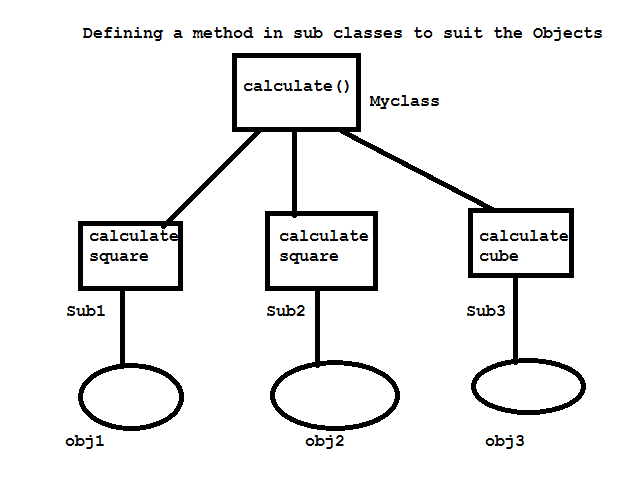 Defining a method in sub classes to suit the Objects
calculate()
Myclass
calculate
square
calculate
square
calculate
cube
Sub1
Sub2
Sub3
obj1
obj2
obj3